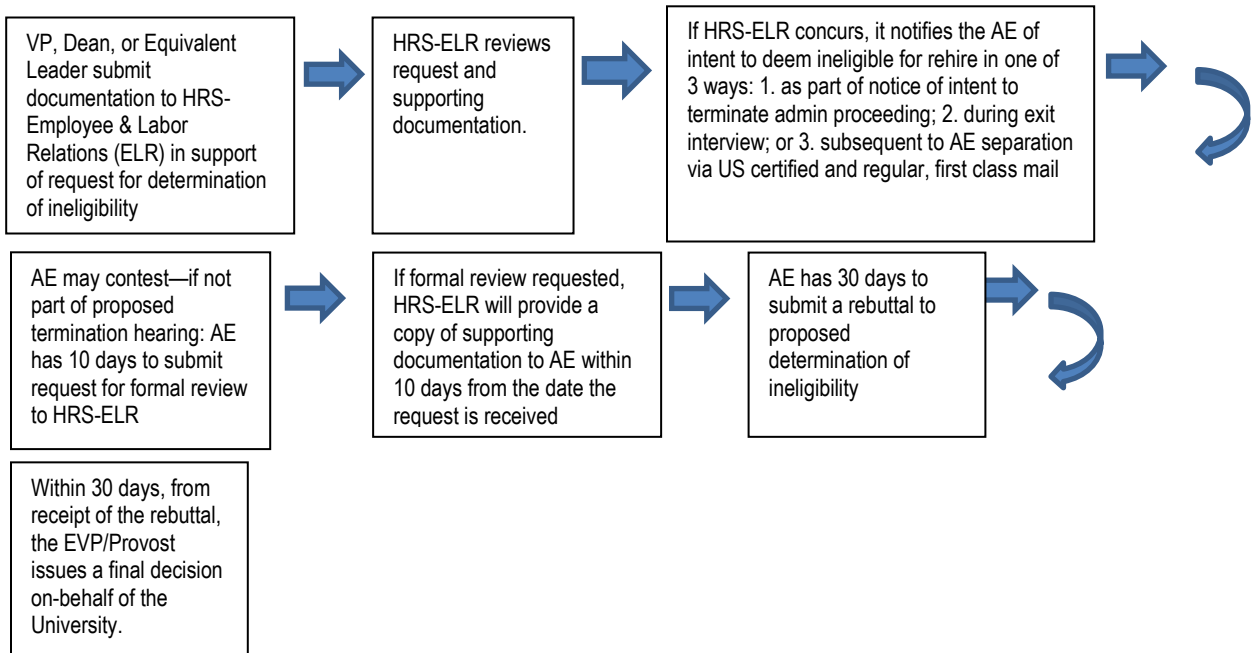 VP, Dean, or Equivalent
Leader submit
documentation to HRS-
Employee & Labor
Relations (ELR) in support
of request for determination
of ineligibility
HRS-ELR reviews
request and
supporting
documentation.
If HRS-ELR concurs, it notifies the AE of
intent to deem ineligible for rehire in one of
3 ways: 1. as part of notice of intent to
terminate admin proceeding; 2. during exit
interview; or 3. subsequent to AE separation
via US certified and regular, first class mail
AE may contest—if not
part of proposed
termination hearing: AE
has 10 days to submit
request for formal review
to HRS-ELR
If formal review requested,
HRS-ELR will provide a
copy of supporting
documentation to AE within
10 days from the date the
request is received
AE has 30 days to
submit a rebuttal to
proposed
determination of
ineligibility
Within 30 days, from
receipt of the rebuttal,
the EVP/Provost
issues a final decision
on-behalf of the
University.